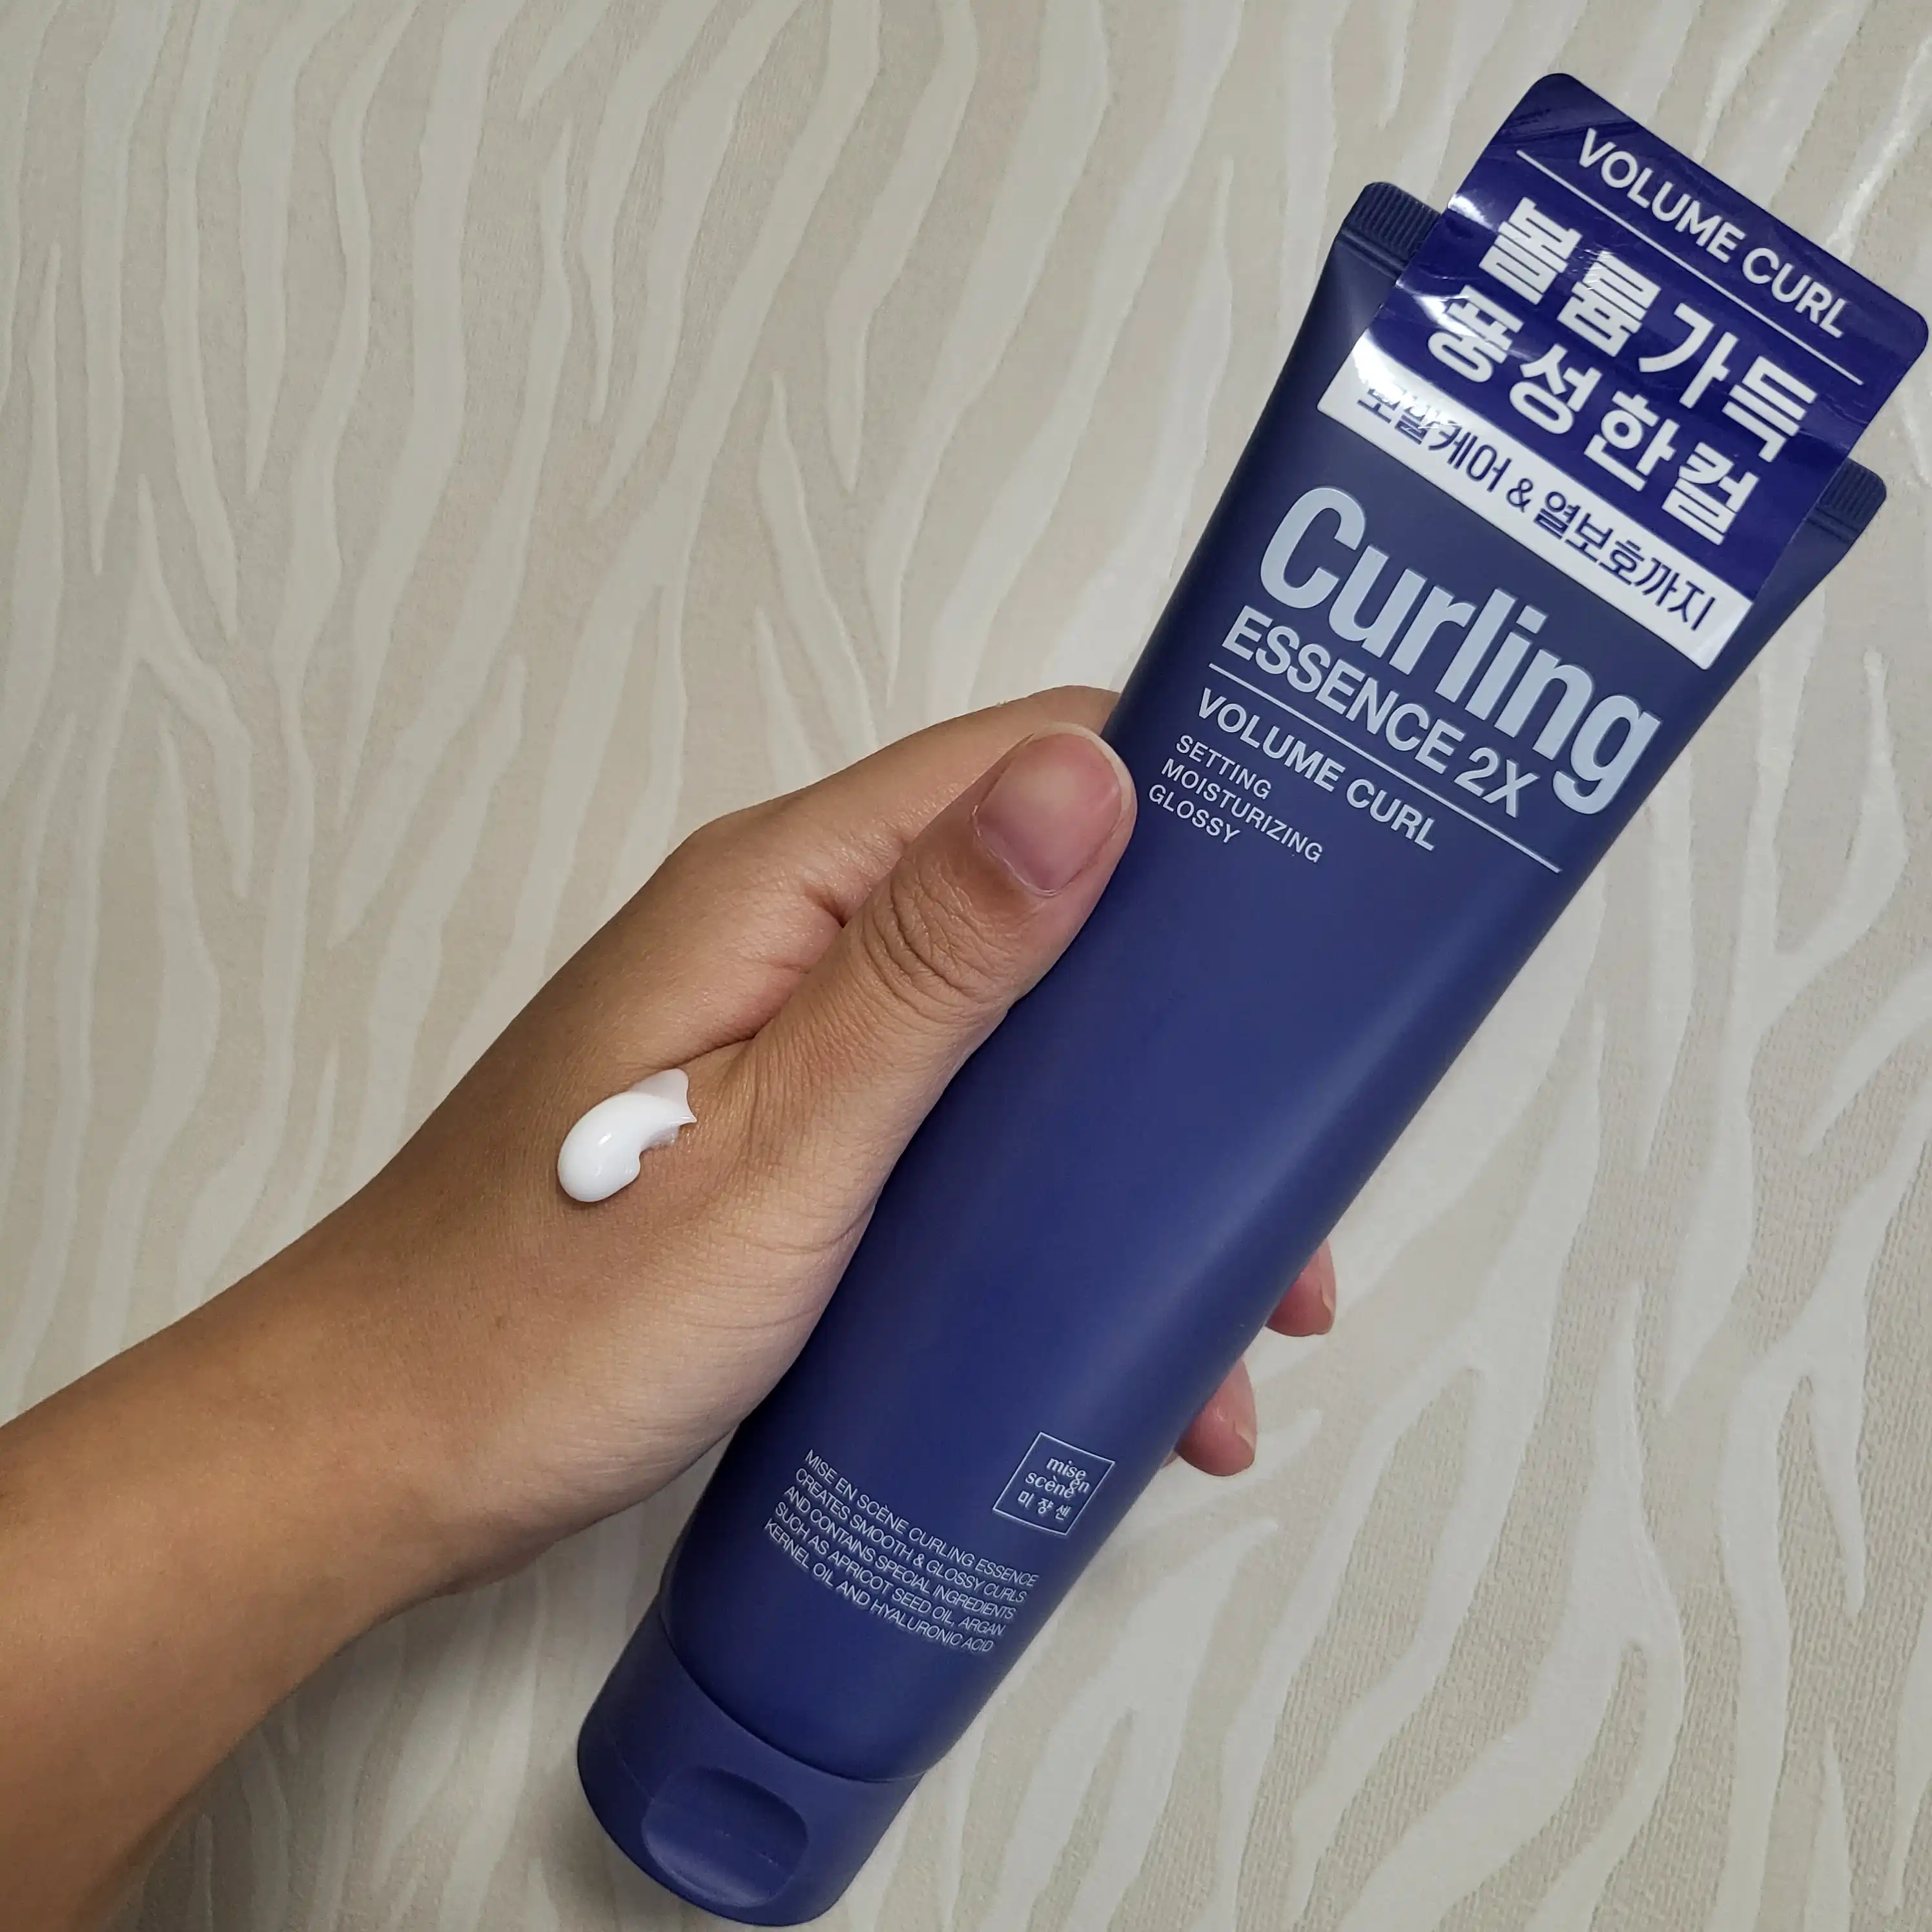 VOLUME CURL
볼륨가득
풍성한컬
모발케어 & 열보호까지
Curling
ESSENCE 2X
VOLUME CURL
SETTING
MOISTURIZING
GLOSSY
mise
en
scène
미쟝센
MISE EN SCÈNE CURLING ESSENCE
CREATES SMOOTH & GLOSSY CURLS
AND CONTAINS SPECIAL INGREDIENTS
SUCH AS APRICOT SEED OIL, ARGAN
KERNEL OIL AND HYALURONIC ACID